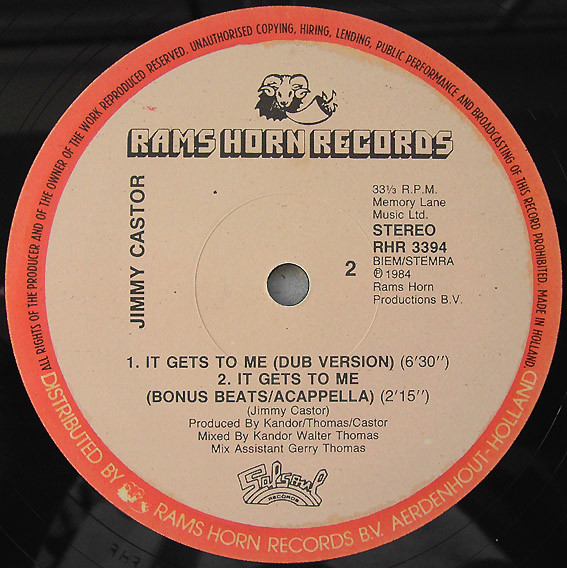 ALL RIGHTS OF THE PRODUCER AND OF THE OWNER OF THE WORK REPRODUCED RESERVED. UNAUTHORISED COPYING, HIRING, LENDING, PUBLIC PERFORMANCE AND BROADCASTING OF THIS RECORD PROHIBITED. MADE IN HOLLAND
RAMS HORN RECORDS
JIMMY CASTOR
33⅓ R.P.M.
Memory Lane
Music Ltd.
STEREO
RHR 3394
BIEM/STEMRA
℗ 1984
Rams Horn
Productions B.V.
2
1. IT GETS TO ME (DUB VERSION) (6'30'')
2. IT GETS TO ME
(BONUS BEATS/ACAPPELLA) (2'15'')
(Jimmy Castor)
Produced By Kandor/Thomas/Castor
Mixed By Kandor Walter Thomas
Mix Assistant Gerry Thomas
Salsoul
RECORDS
DISTRIBUTED BY RAMS HORN RECORDS B.V. AERDENHOUT-HOLLAND